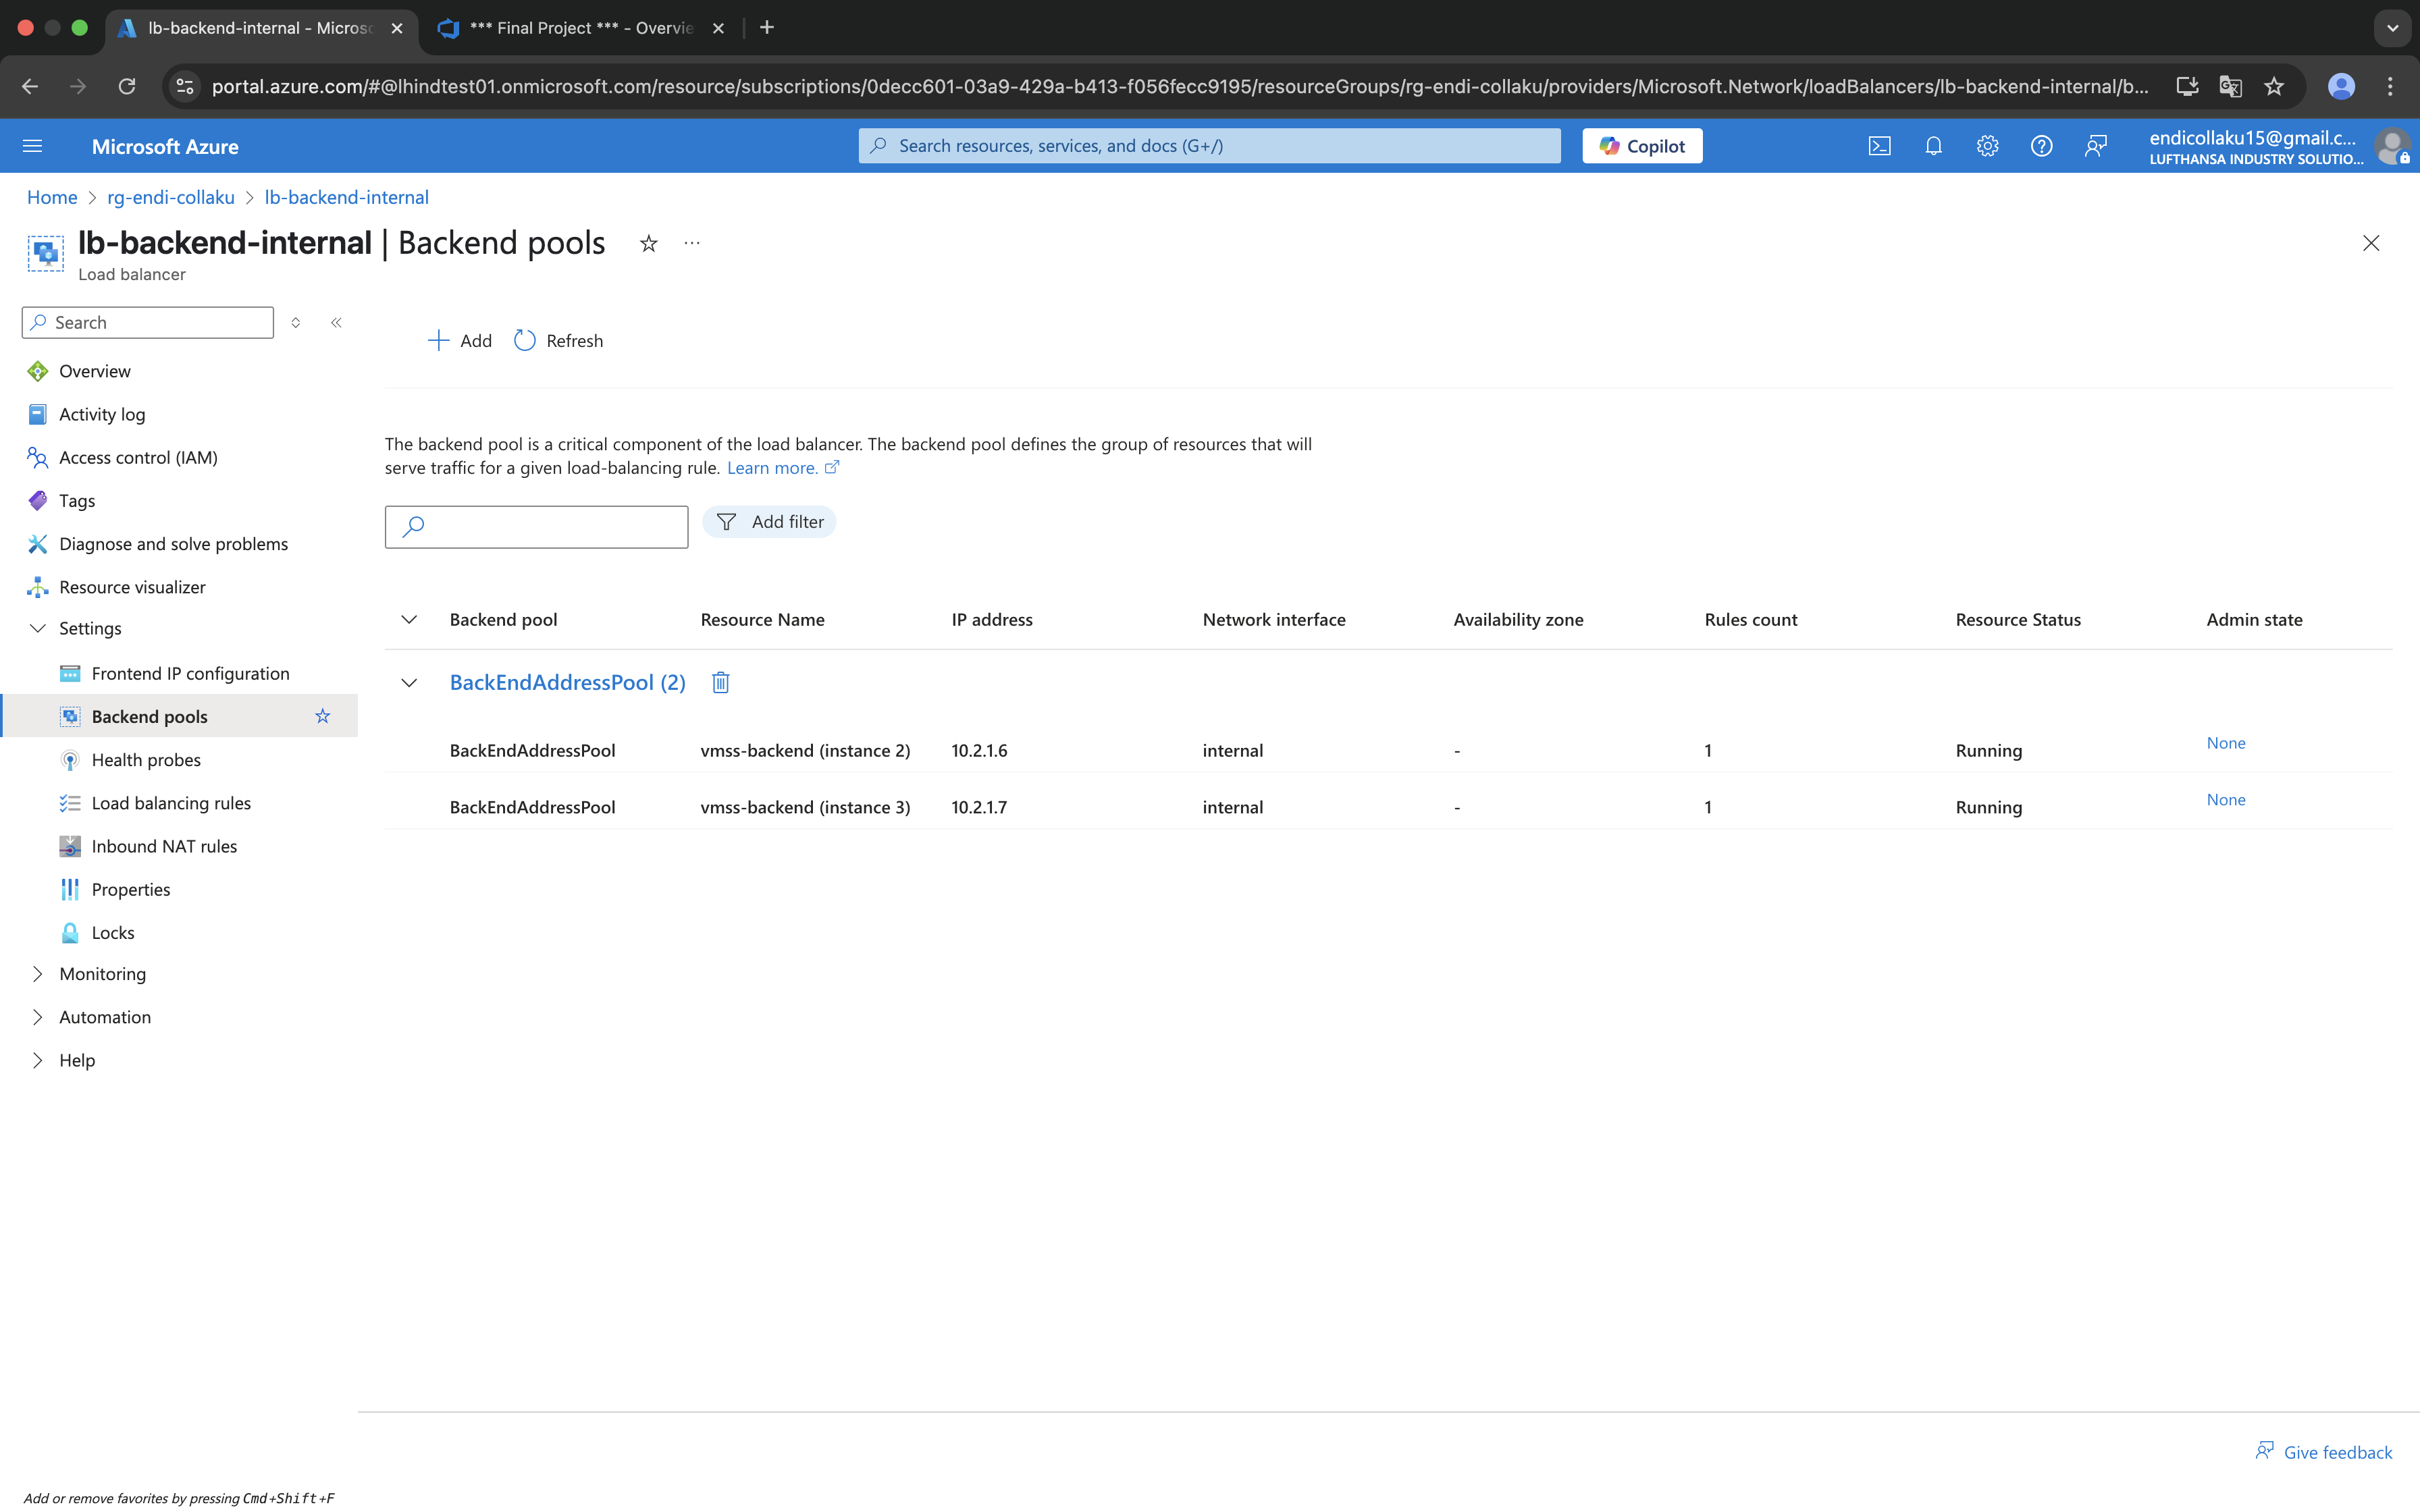 lb-backend-internal - Micros
*** Final Project *** - Overvie
portal.azure.com/#@lhindtest01.onmicrosoft.com/resource/subscriptions/0decc601-03a9-429a-b413-f056fecc9195/resourceGroups/rg-endi-collaku/providers/Microsoft.Network/loadBalancers/lb-backend-internal/b...
Microsoft Azure
Search resources, services, and docs (G+/)
Copilot
endicollaku15@gmail.c...
LUFTHANSA INDUSTRY SOLUTIO...
Home > rg-endi-collaku > lb-backend-internal
lb-backend-internal | Backend pools
Load balancer
Search
Overview
Activity log
Access control (IAM)
Tags
Diagnose and solve problems
Resource visualizer
Settings
Frontend IP configuration
Backend pools
Health probes
Load balancing rules
Inbound NAT rules
Properties
Locks
Monitoring
Automation
Help
Add Refresh
The backend pool is a critical component of the load balancer. The backend pool defines the group of resources that will
serve traffic for a given load-balancing rule. Learn more.
Add filter
Backend pool Resource Name IP address Network interface Availability zone Rules count Resource Status Admin state
BackEndAddressPool (2)
BackEndAddressPool vmss-backend (instance 2) 10.2.1.6 internal - 1 Running None
BackEndAddressPool vmss-backend (instance 3) 10.2.1.7 internal - 1 Running None
Give feedback
Add or remove favorites by pressing Cmd+Shift+F